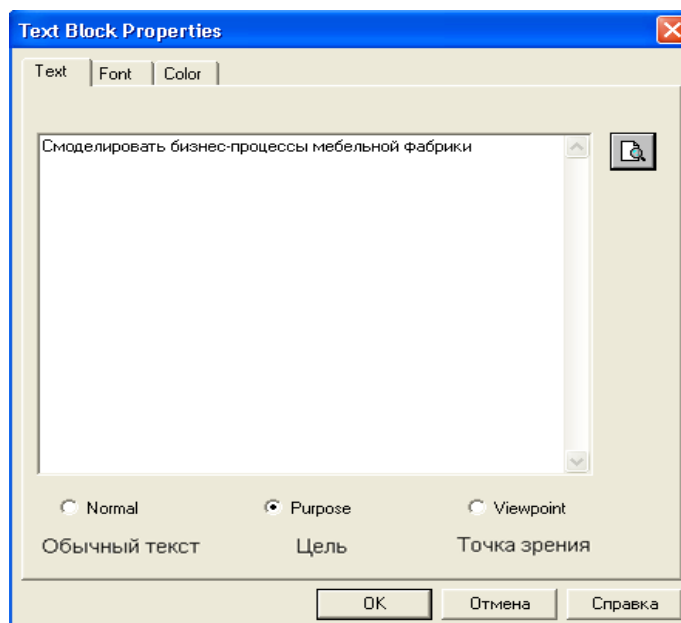 Text Block Properties
Text Font Color
Смоделировать бизнес-процессы мебельной фабрики
Normal Purpose Viewpoint
Обычный текст Цель Точка зрения
OK Отмена Справка